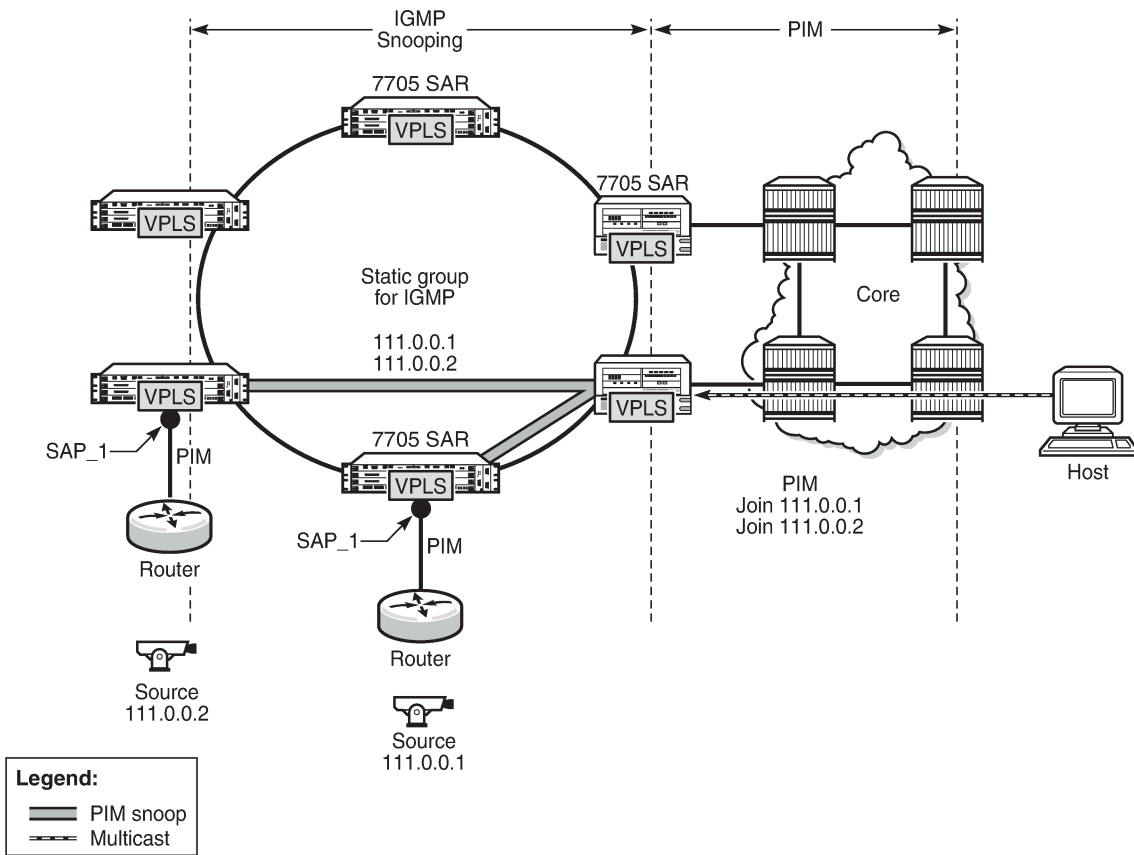 IGMP
Snooping
PIM
7705 SAR
VPLS
7705 SAR
VPLS
VPLS
Static group
for IGMP
111.0.0.1
111.0.0.2
Core
VPLS
VPLS
SAP_1
PIM
Router
7705 SAR
VPLS
SAP_1
PIM
Router
PIM
Join 111.0.0.1
Join 111.0.0.2
Host
Source
111.0.0.2
Source
111.0.0.1
Legend:
PIM snoop
Multicast